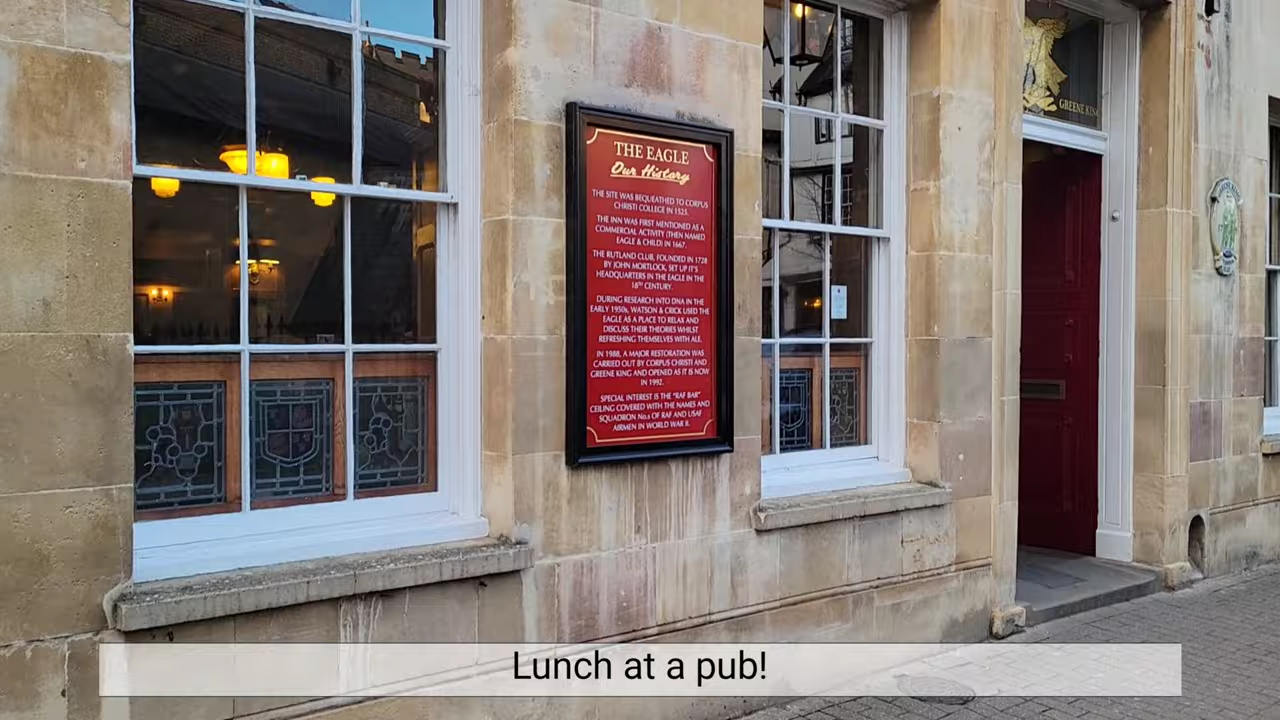 THE EAGLE
Our History
THE SITE WAS BEQUEATHED TO CORPUS
CHRISTI COLLEGE IN 1525.
THE INN WAS FIRST MENTIONED AS A
COMMERCIAL ACTIVITY (THEN NAMED
EAGLE & CHILD) IN 1667.
THE RUTLAND CLUB, FOUNDED IN 1728
BY JOHN MORTLOCK, SET UP IT'S
HEADQUARTERS IN THE EAGLE IN THE
18TH CENTURY.
DURING RESEARCH INTO DNA IN THE
EARLY 1950s, WATSON & CRICK USED THE
EAGLE AS A PLACE TO RELAX AND
DISCUSS THEIR THEORIES WHILST
REFRESHING THEMSELVES WITH ALE.
IN 1988, A MAJOR RESTORATION WAS
CARRIED OUT BY CORPUS CHRISTI AND
GREENE KING AND OPENED AS IT IS NOW
IN 1992.
SPECIAL INTEREST IS THE "RAF BAR"
CEILING COVERED WITH THE NAMES AND
SQUADRON No.s OF RAF AND USAF
AIRMEN IN WORLD WAR II.
GREENE KIN
Lunch at a pub!